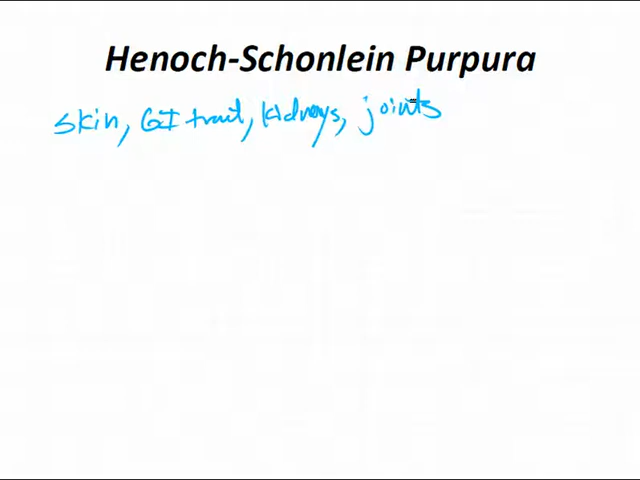 Henoch-Schonlein Purpura
skin, GI tract, kidneys, joints